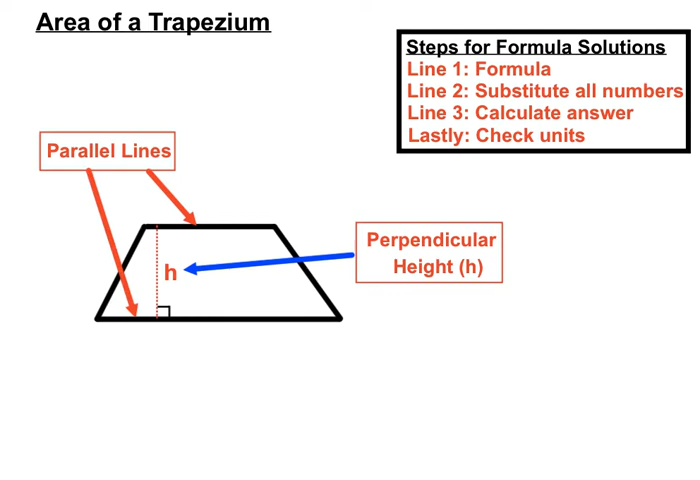 Area of a Trapezium
Steps for Formula Solutions
Line 1: Formula
Line 2: Substitute all numbers
Line 3: Calculate answer
Lastly: Check units
Parallel Lines
h
Perpendicular
Height (h)